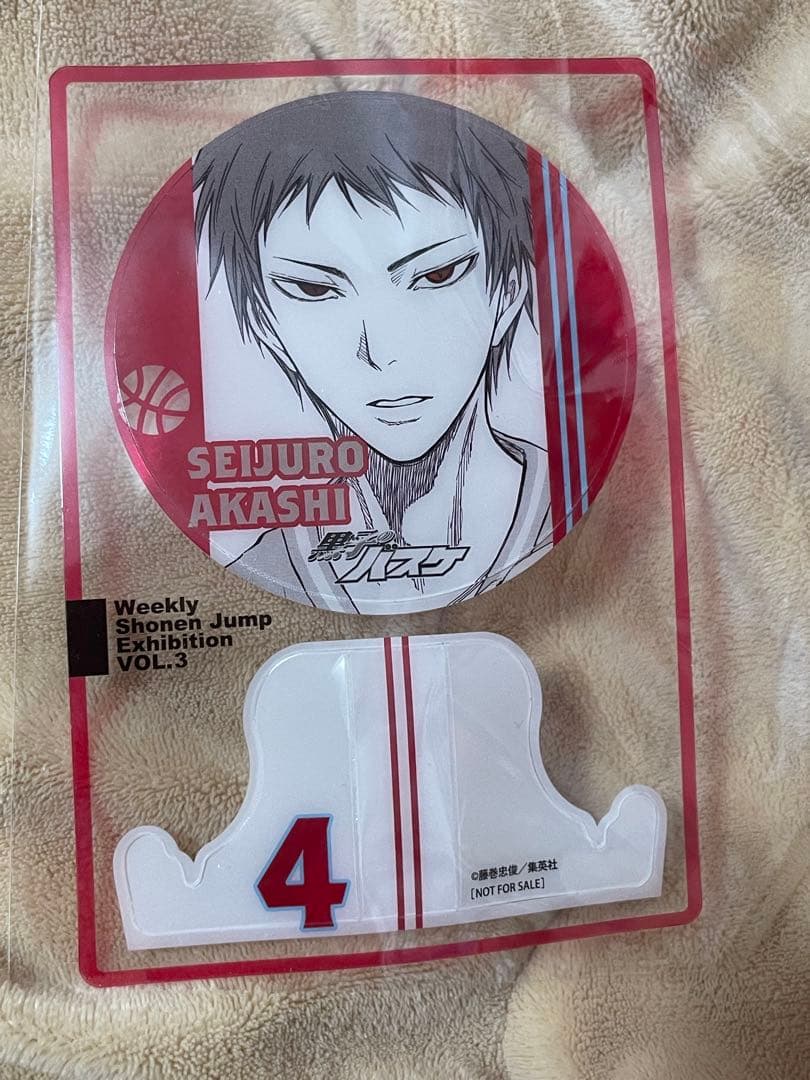 SEIJURO
AKASHI
黒子の
バスケ
Weekly
Shonen Jump
Exhibition
VOL.3
4
©藤巻忠俊／集英社
[NOT FOR SALE]